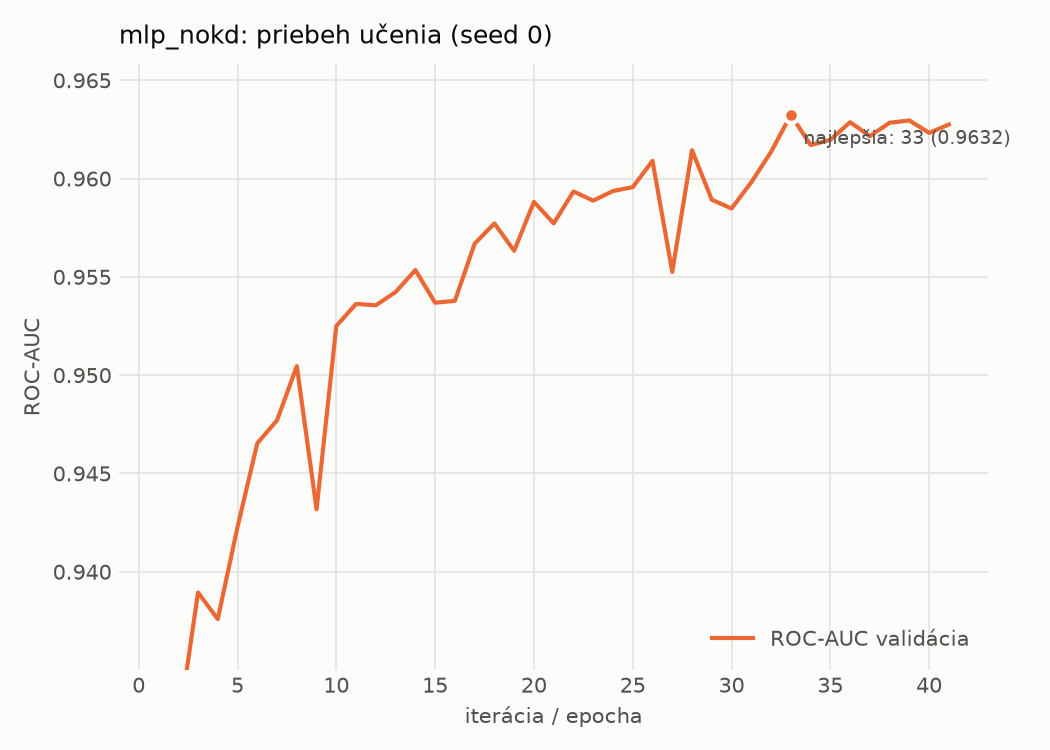 mlp_nokd: priebeh učenia (seed 0)
0.965
0.960
0.955
0.950
0.945
0.940
ROC-AUC
najlepšia: 33 (0.9632)
ROC-AUC validácia
0 5 10 15 20 25 30 35 40
iterácia / epocha